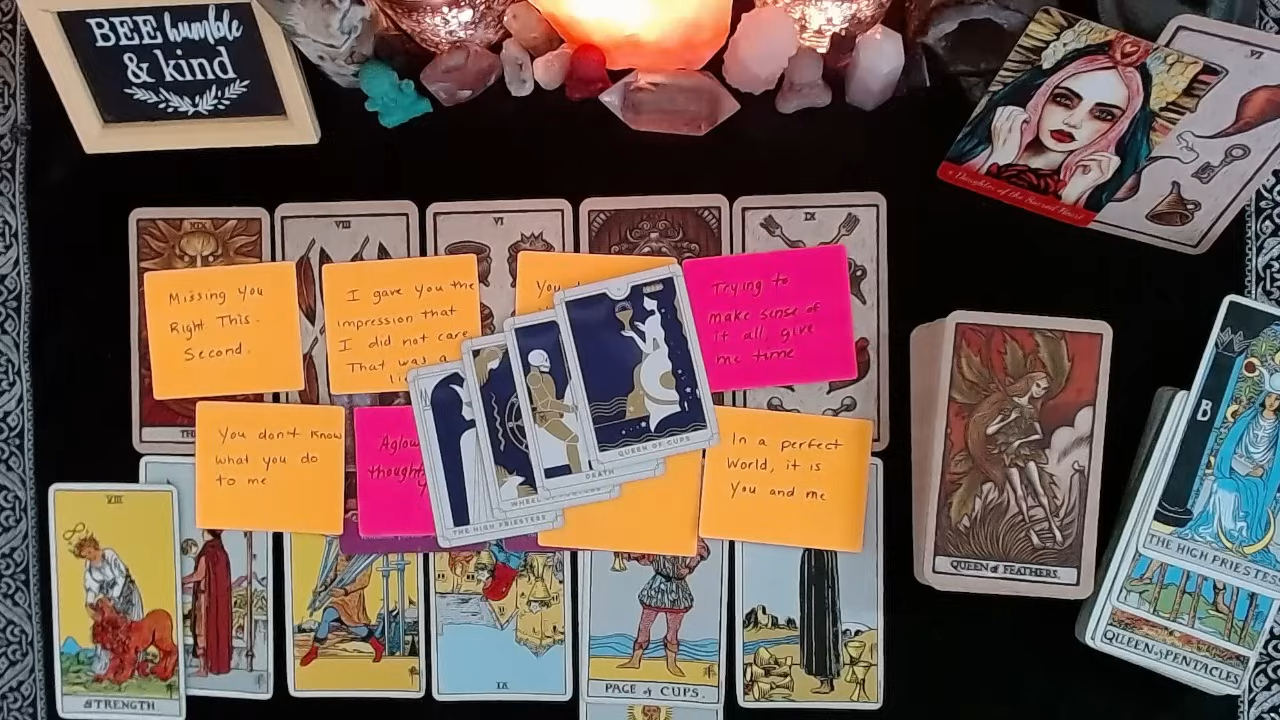 BEE humble
& kind
VI
Daughter of the Sacred Heart
XIX
VIII
VI
IX
Missing You
Right This.
Second.
I gave you the
impression that
I did not care
That was a
You
Trying to
make sense of
it all, give
me time
QUEEN OF CUPS
DEATH
WHEEL
THE HIGH PRIESTESS
You don't know
what you do
to me
Aglow
thought
In a perfect
World, it is
You and me
QUEEN of FEATHERS.
B
THE HIGH PRIESTESS
QUEEN of PENTACLES
VIII
STRENGTH.
VI
PAGE of CUPS.